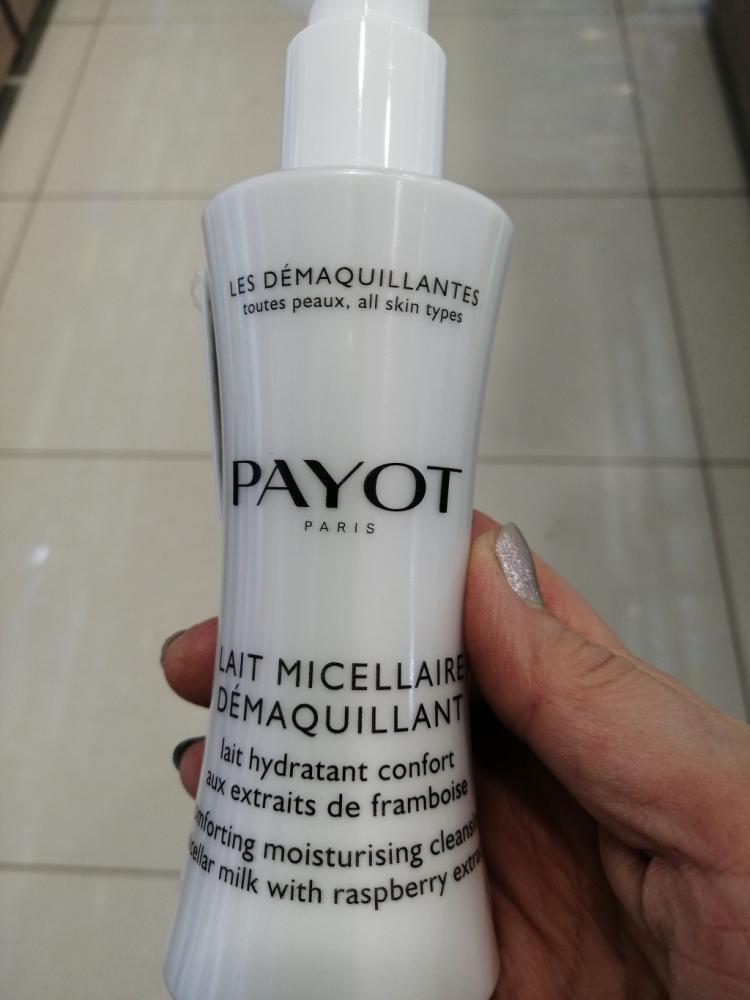 LES DÉMAQUILLANTES
toutes peaux, all skin types
PAYOT
PARIS
LAIT MICELLAIRE
DÉMAQUILLANT
lait hydratant confort
aux extraits de framboise
moisturising
milk with raspberry